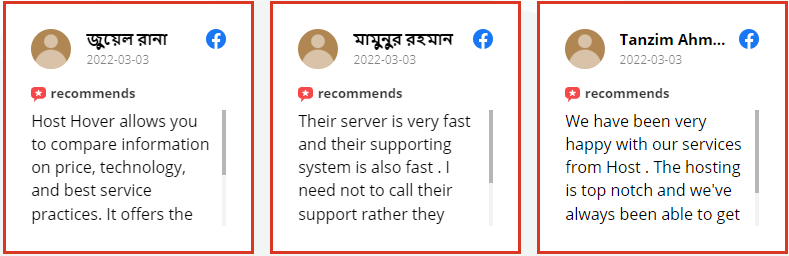 জুয়েল রানা
2022-03-03
recommends
Host Hover allows you
to compare information
on price, technology,
and best service
practices. It offers the
মামুনুর রহমান
2022-03-03
recommends
Their server is very fast
and their supporting
system is also fast . I
need not to call their
support rather they
Tanzim Ahm...
2022-03-03
recommends
We have been very
happy with our services
from Host . The hosting
is top notch and we've
always been able to get